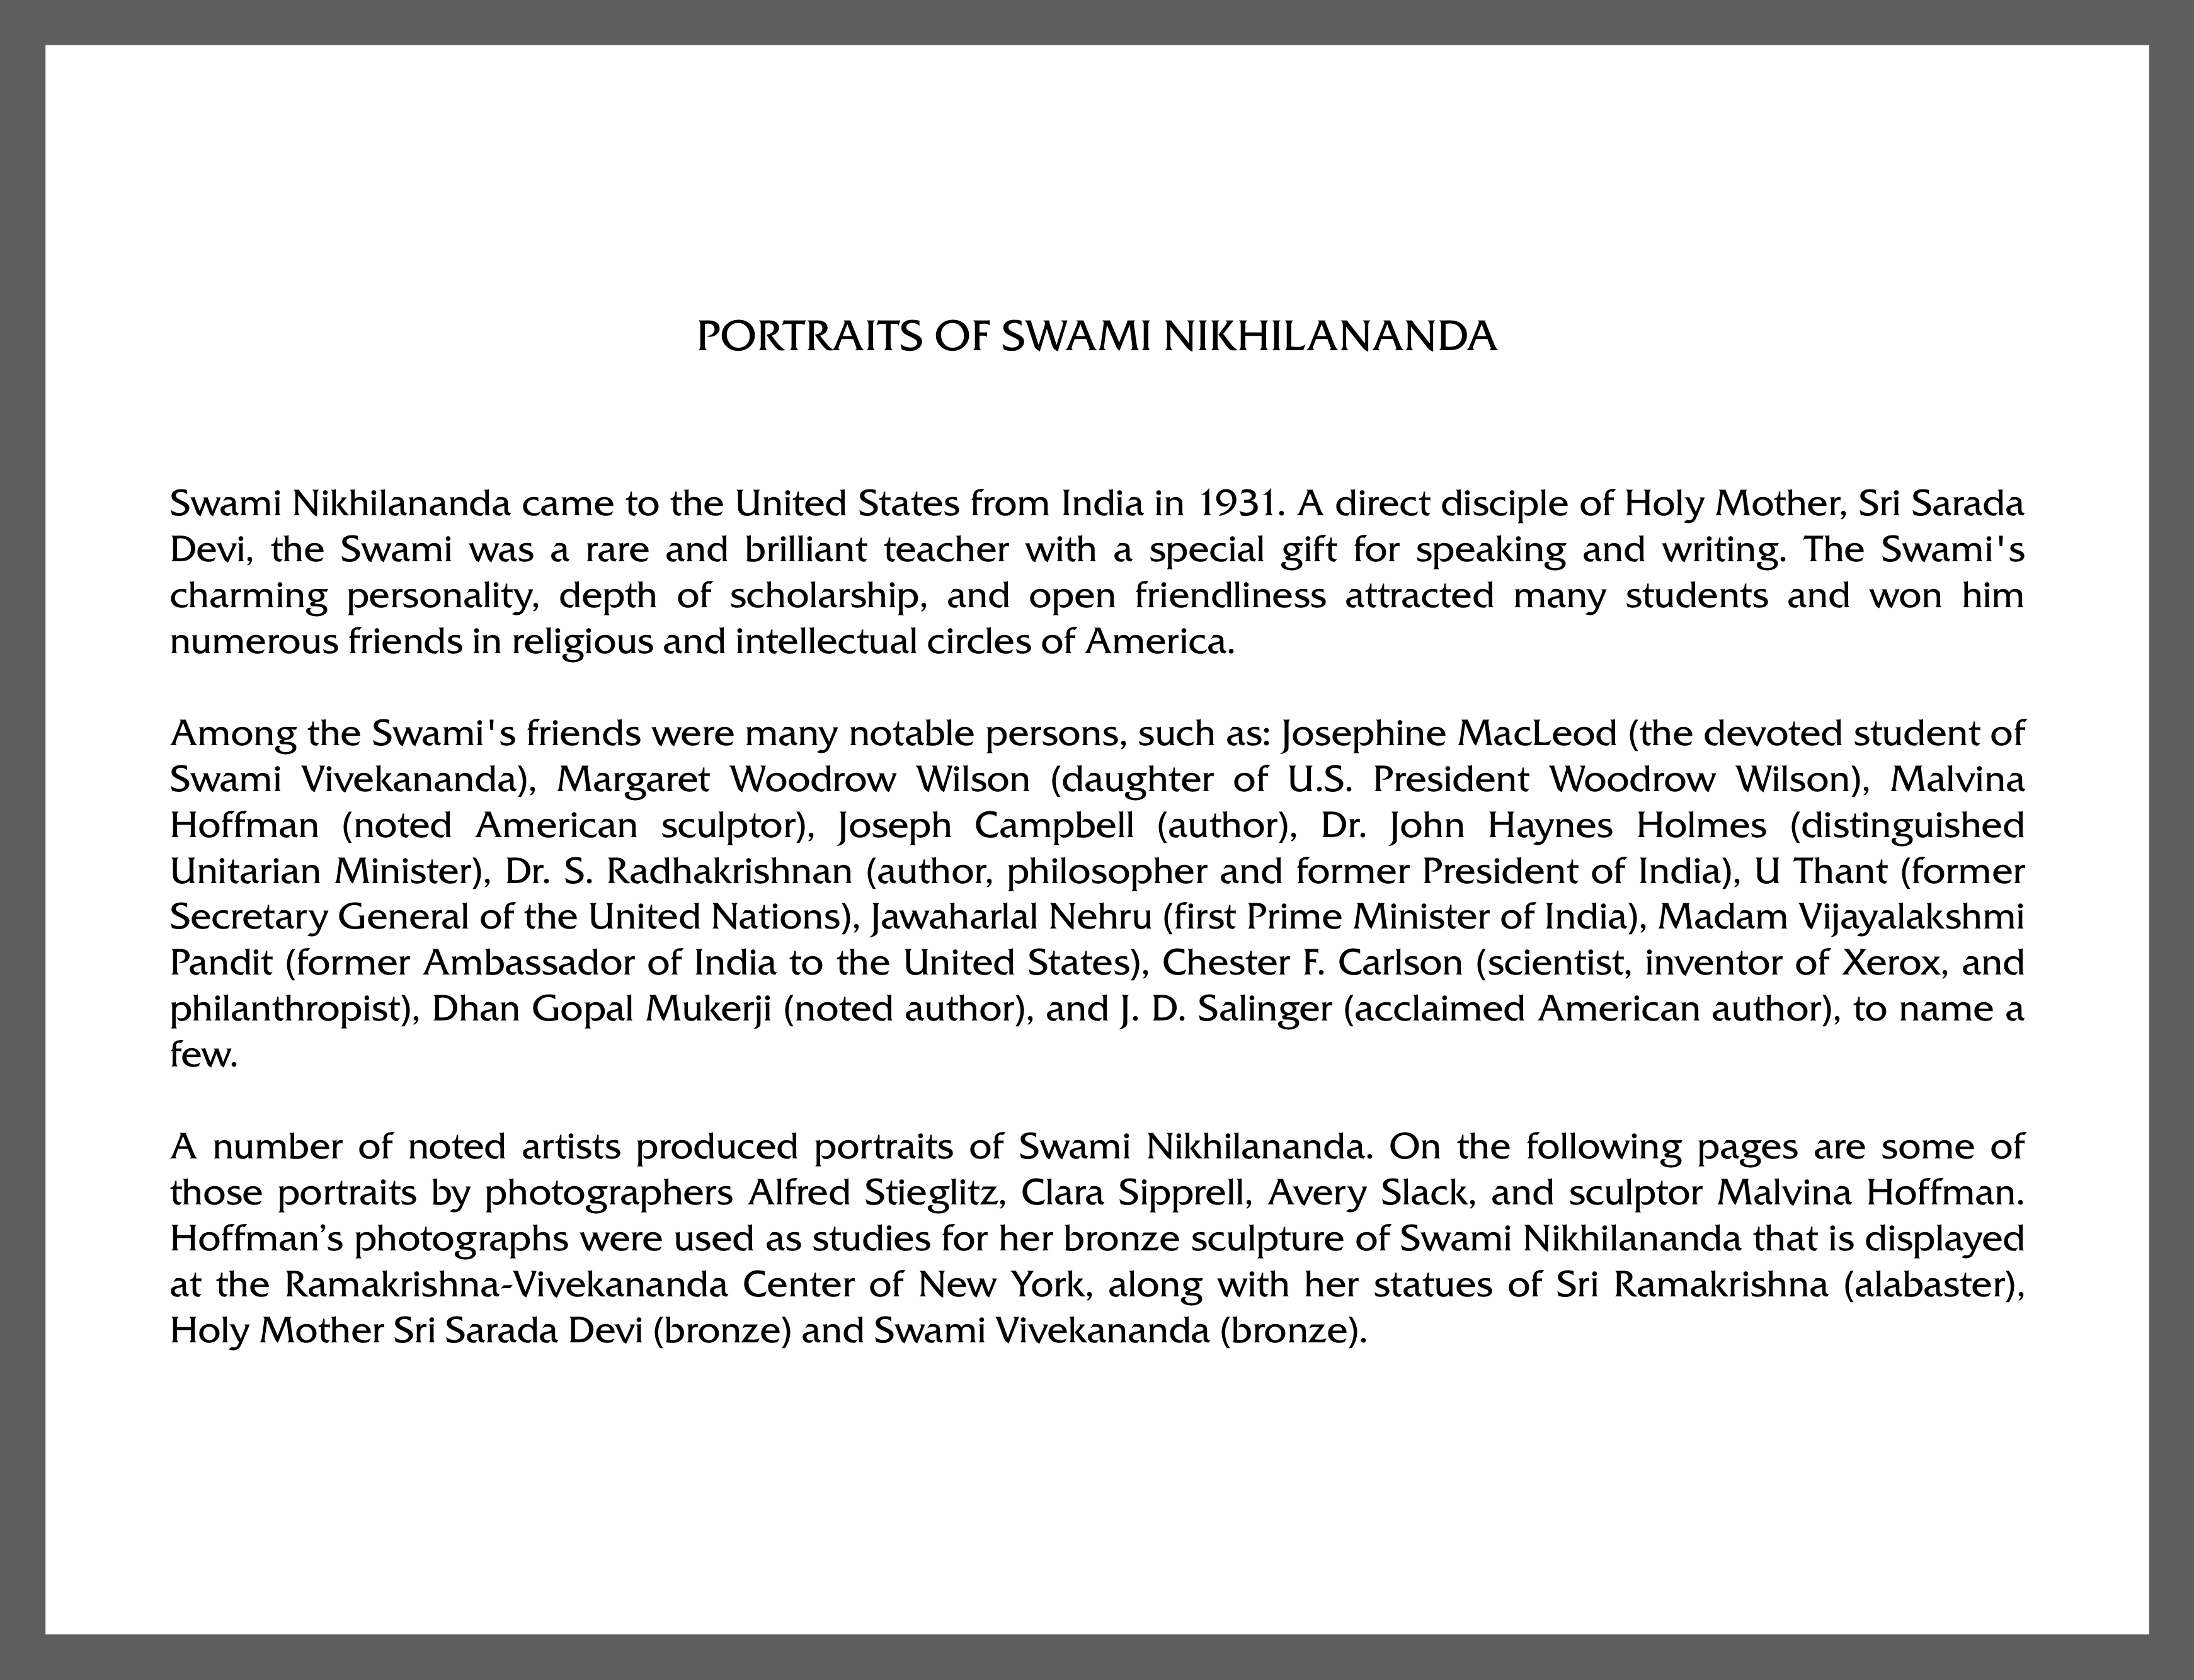 PORTRAITS OF SWAMI NIKHILANANDA
Swami Nikhilananda came to the United States from India in 1931. A direct disciple of Holy Mother, Sri Sarada
Devi, the Swami was a rare and brilliant teacher with a special gift for speaking and writing. The Swami's
charming personality, depth of scholarship, and open friendliness attracted many students and won him
numerous friends in religious and intellectual circles of America.
Among the Swami's friends were many notable persons, such as: Josephine MacLeod (the devoted student of
Swami Vivekananda), Margaret Woodrow Wilson (daughter of U.S. President Woodrow Wilson), Malvina
Hoffman (noted American sculptor), Joseph Campbell (author), Dr. John Haynes Holmes (distinguished
Unitarian Minister), Dr. S. Radhakrishnan (author, philosopher and former President of India), U Thant (former
Secretary General of the United Nations), Jawaharlal Nehru (first Prime Minister of India), Madam Vijayalakshmi
Pandit (former Ambassador of India to the United States), Chester F. Carlson (scientist, inventor of Xerox, and
philanthropist), Dhan Gopal Mukerji (noted author), and J. D. Salinger (acclaimed American author), to name a
few.
A number of noted artists produced portraits of Swami Nikhilananda. On the following pages are some of
those portraits by photographers Alfred Stieglitz, Clara Sipprell, Avery Slack, and sculptor Malvina Hoffman.
Hoffman’s photographs were used as studies for her bronze sculpture of Swami Nikhilananda that is displayed
at the Ramakrishna-Vivekananda Center of New York, along with her statues of Sri Ramakrishna (alabaster),
Holy Mother Sri Sarada Devi (bronze) and Swami Vivekananda (bronze).